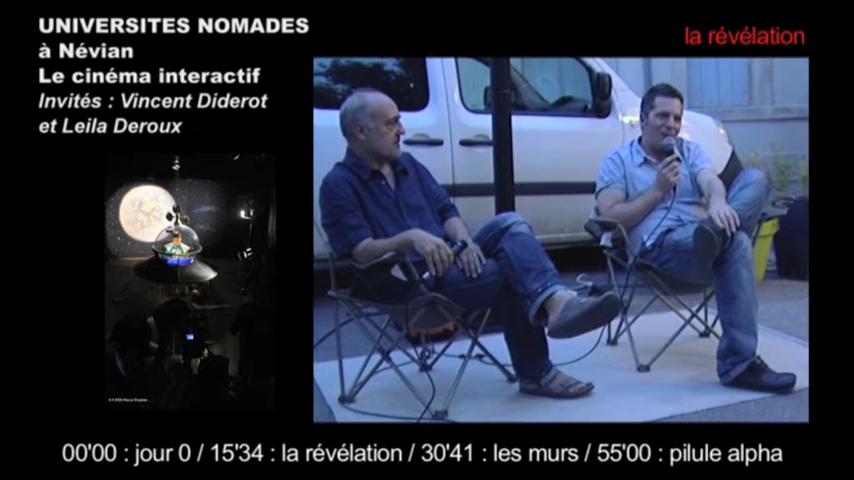 UNIVERSITES NOMADES
à Névian
Le cinéma interactif
Invités : Vincent Diderot
et Leila Deroux
la révélation
00'00 : jour 0 / 15'34 : la révélation / 30'41 : les murs / 55'00 : pilule alpha